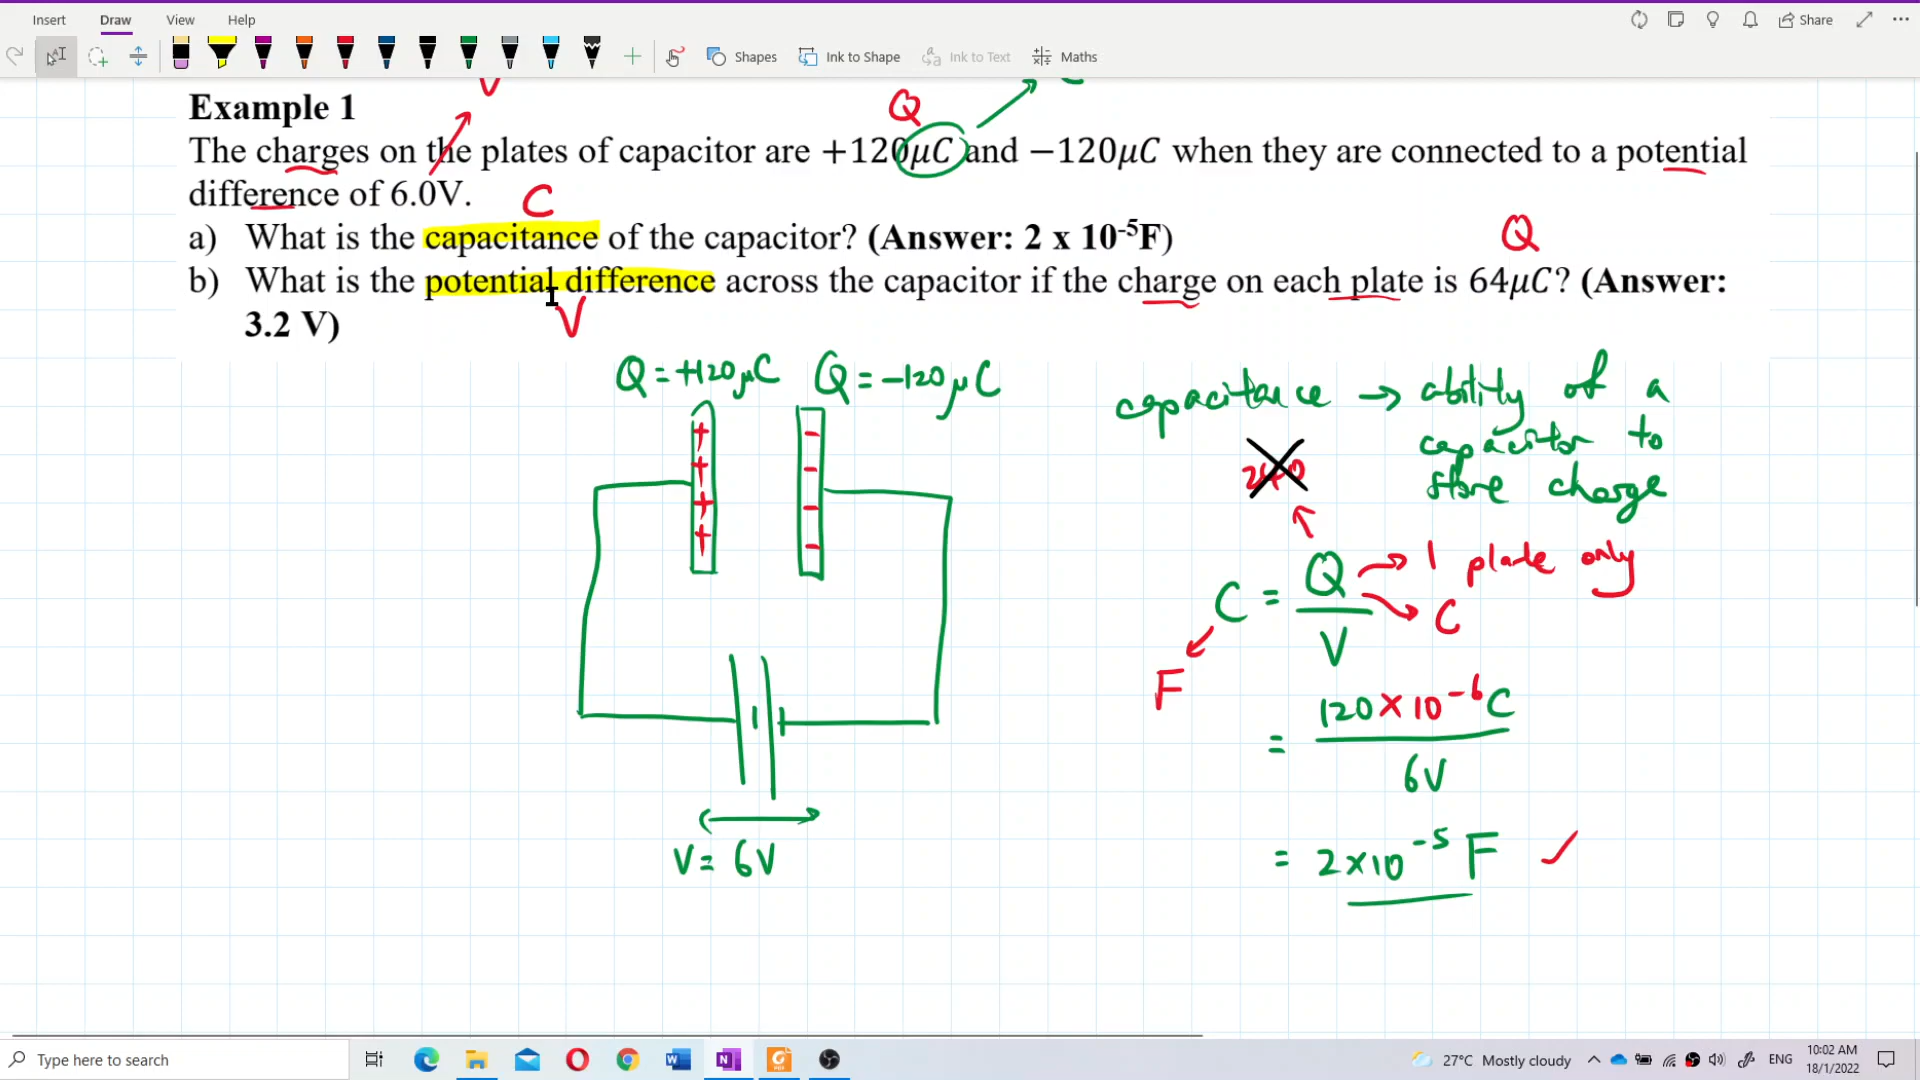 Insert Draw View Help
Share
Shapes Ink to Shape Ink to Text Maths
V
C
Example 1
Q
The charges on the plates of capacitor are +120μC and −120μC when they are connected to a potential
difference of 6.0V.
C
a) What is the capacitance of the capacitor? (Answer: 2 x 10⁻⁵F)
Q
b) What is the potential difference across the capacitor if the charge on each plate is 64μC? (Answer:
3.2 V)
V
Q = +120μC Q = -120μC
capacitance → ability of a
capacitor to
store charge
+ + + +
- - - -
240
C = Q/V
→ 1 plate only
→ C
F
= 120 × 10⁻⁶C
6V
= 2×10⁻⁵ F ✓
V = 6V
Type here to search
27°C Mostly cloudy
ENG
10:02 AM
18/1/2022